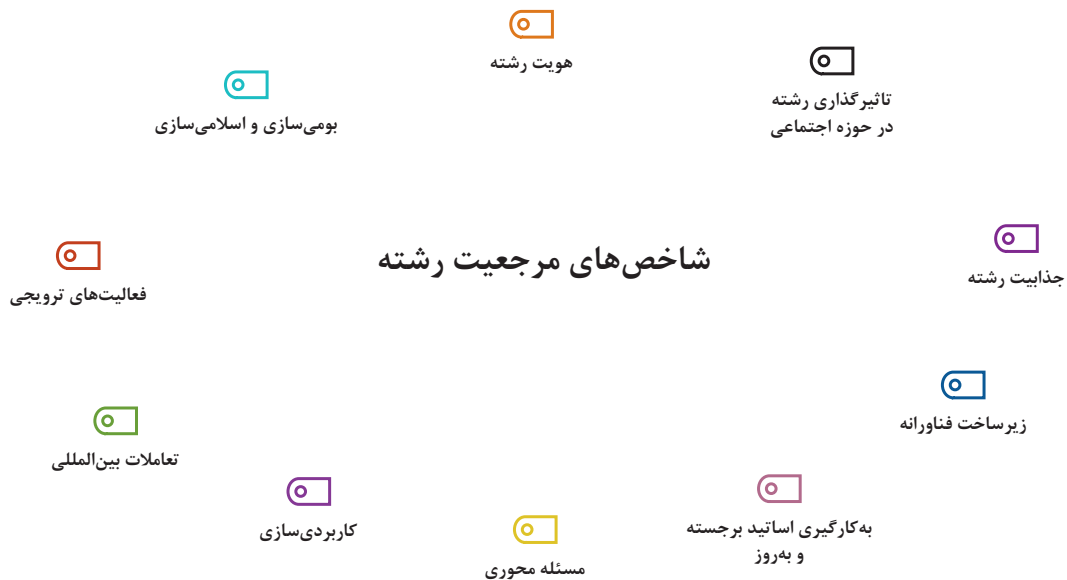 هویت رشته
تاثیرگذاری رشته
در حوزه اجتماعی
بومی‌سازی و اسلامی‌سازی
شاخص‌های مرجعیت رشته
جذابیت رشته
فعالیت‌های ترویجی
زیرساخت فناورانه
تعاملات بین‌المللی
به‌کارگیری اساتید برجسته
و به‌روز
کاربردی‌سازی
مسئله محوری